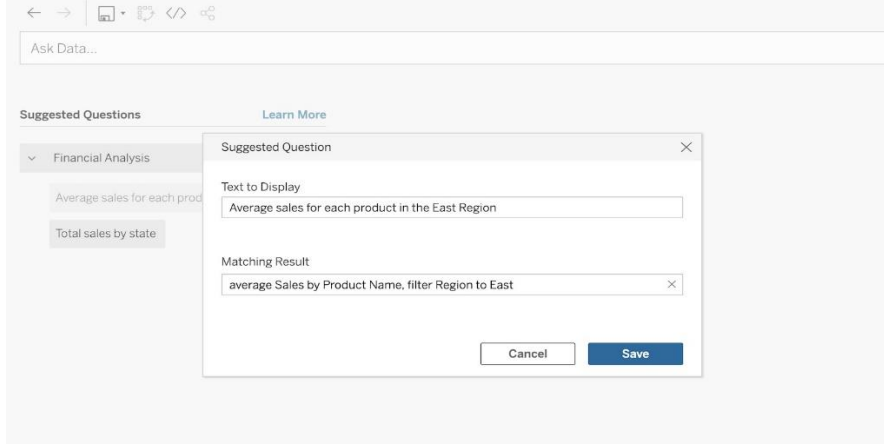 Ask Data...
Suggested Questions
Learn More
Financial Analysis
Average sales for each prod
Total sales by state
Suggested Question
Text to Display
Average sales for each product in the East Region
Matching Result
average Sales by Product Name, filter Region to East
Cancel
Save